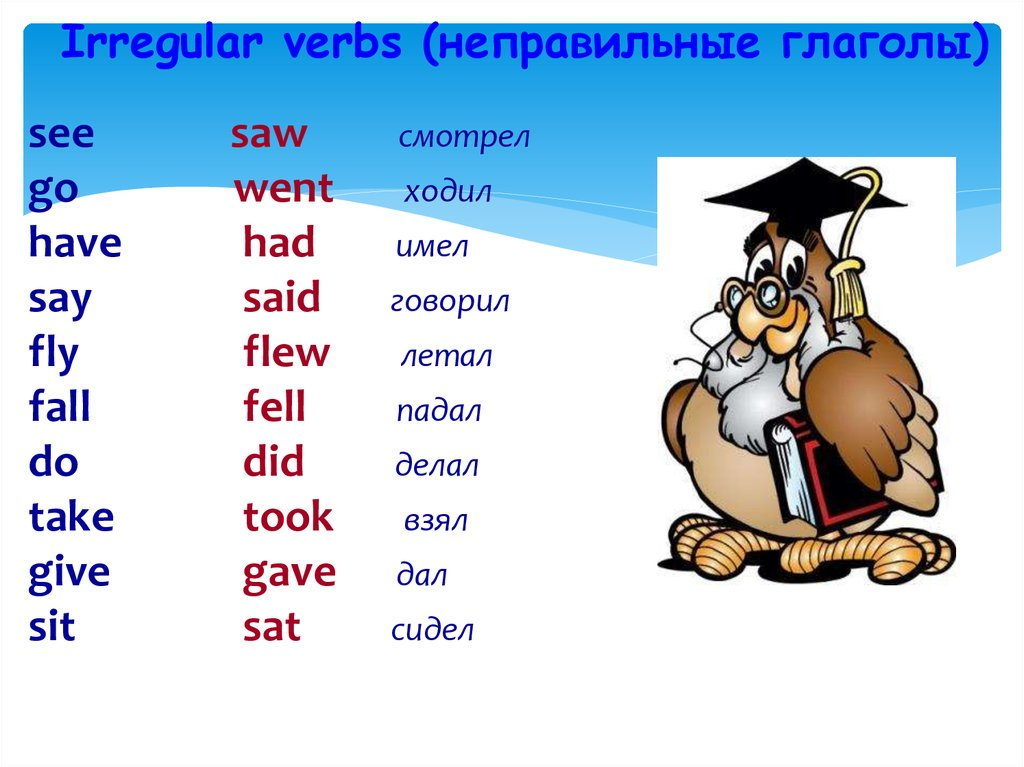 Irregular verbs (неправильные глаголы)
see saw смотрел
go went ходил
have had имел
say said говорил
fly flew летал
fall fell падал
do did делал
take took взял
give gave дал
sit sat сидел